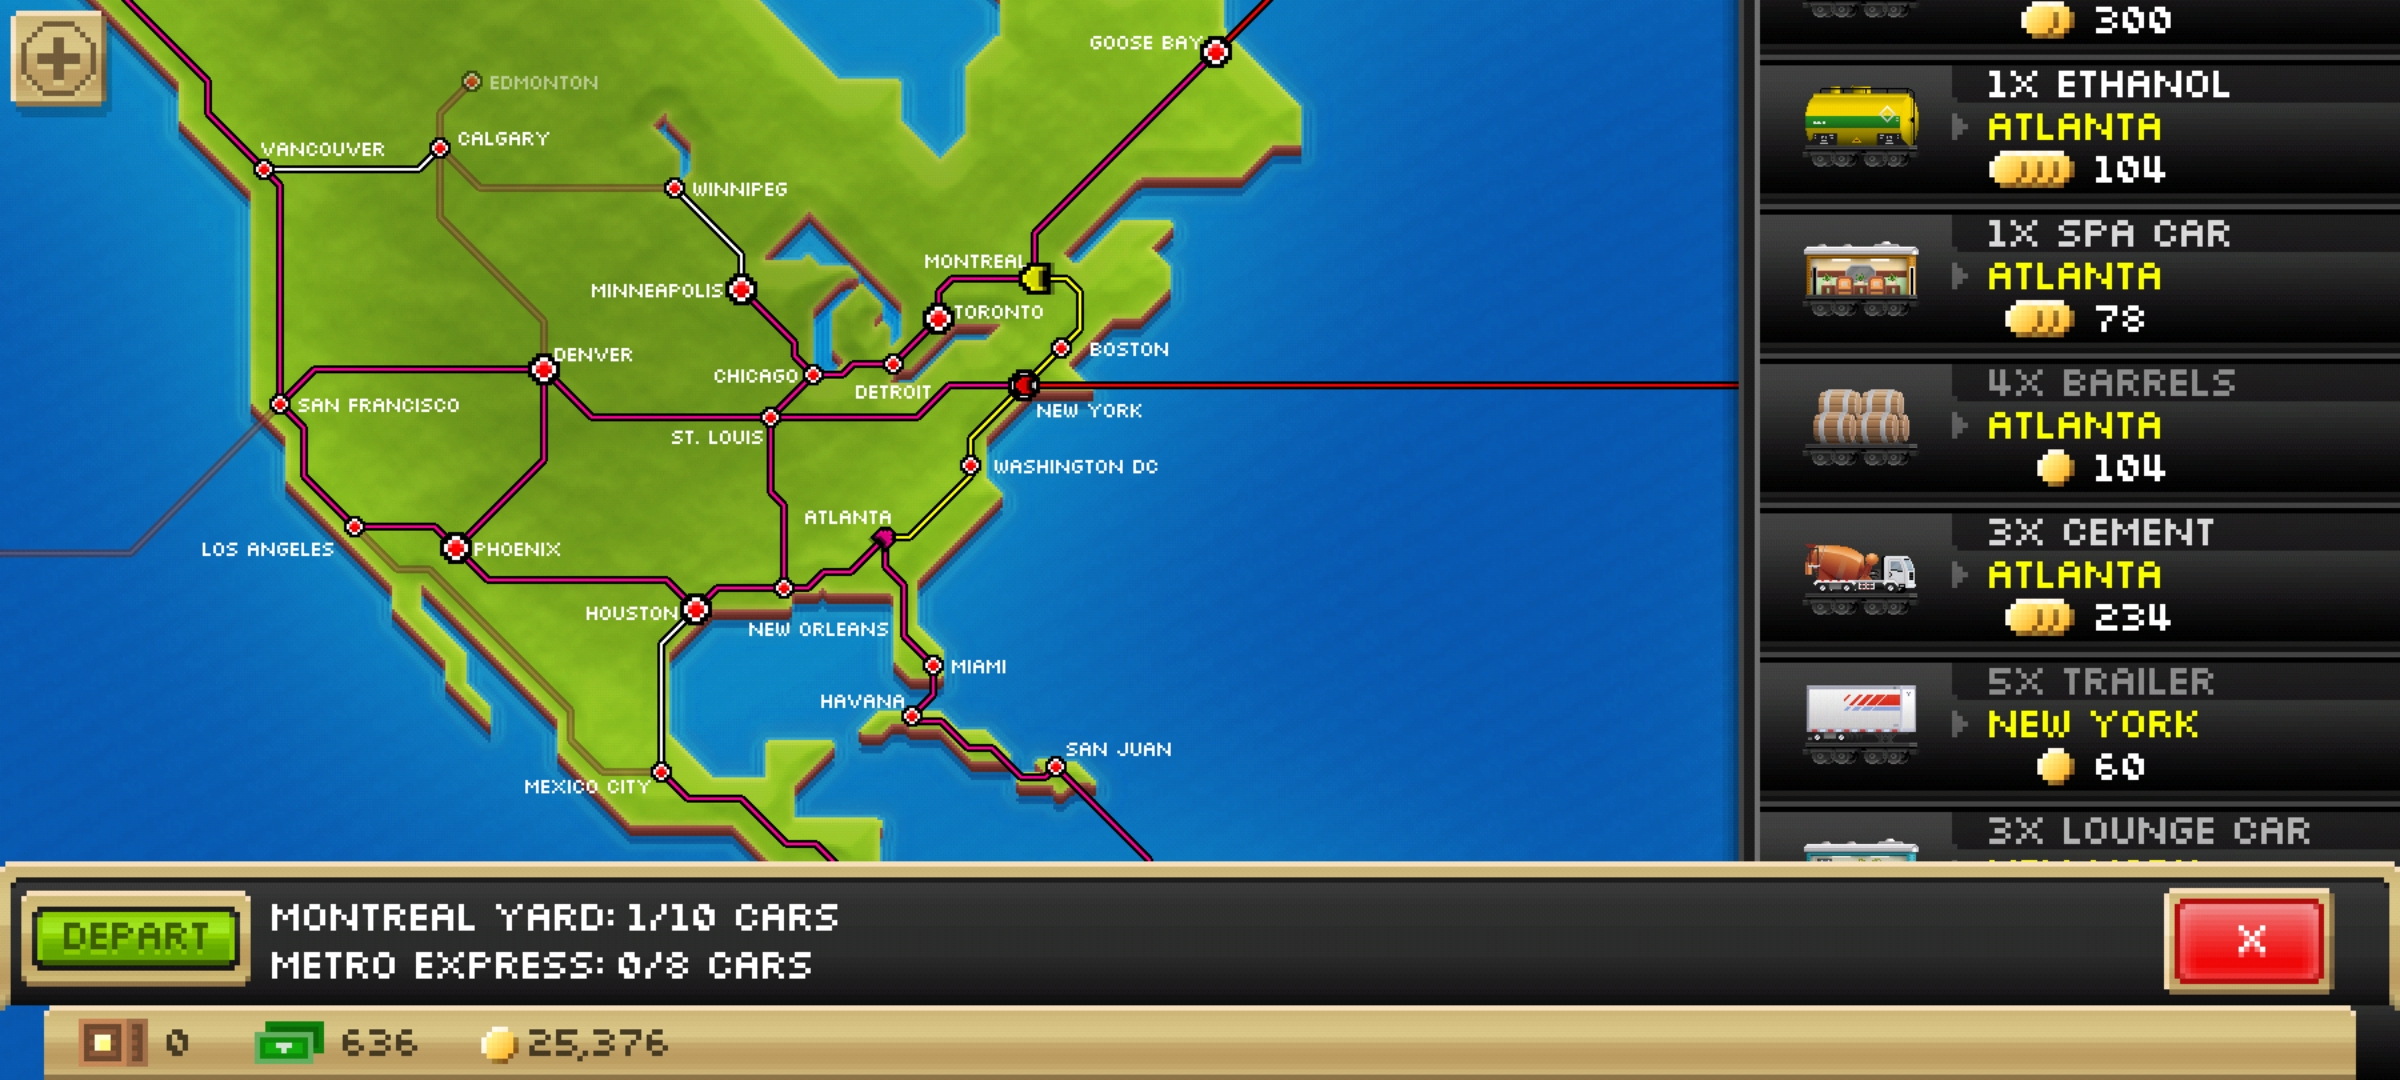 GOOSE BAY
EDMONTON
CALGARY
VANCOUVER
WINNIPEG
MONTREAL
MINNEAPOLIS
TORONTO
BOSTON
DENVER
CHICAGO
DETROIT
SAN FRANCISCO
NEW YORK
ST. LOUIS
WASHINGTON DC
ATLANTA
LOS ANGELES
PHOENIX
HOUSTON
NEW ORLEANS
MIAMI
HAVANA
SAN JUAN
MEXICO CITY
300
1X ETHANOL
ATLANTA
104
1X SPA CAR
ATLANTA
78
4X BARRELS
ATLANTA
104
3X CEMENT
ATLANTA
234
5X TRAILER
NEW YORK
60
3X LOUNGE CAR
DEPART
MONTREAL YARD: 1/10 CARS
METRO EXPRESS: 0/8 CARS
X
0
636
25,376